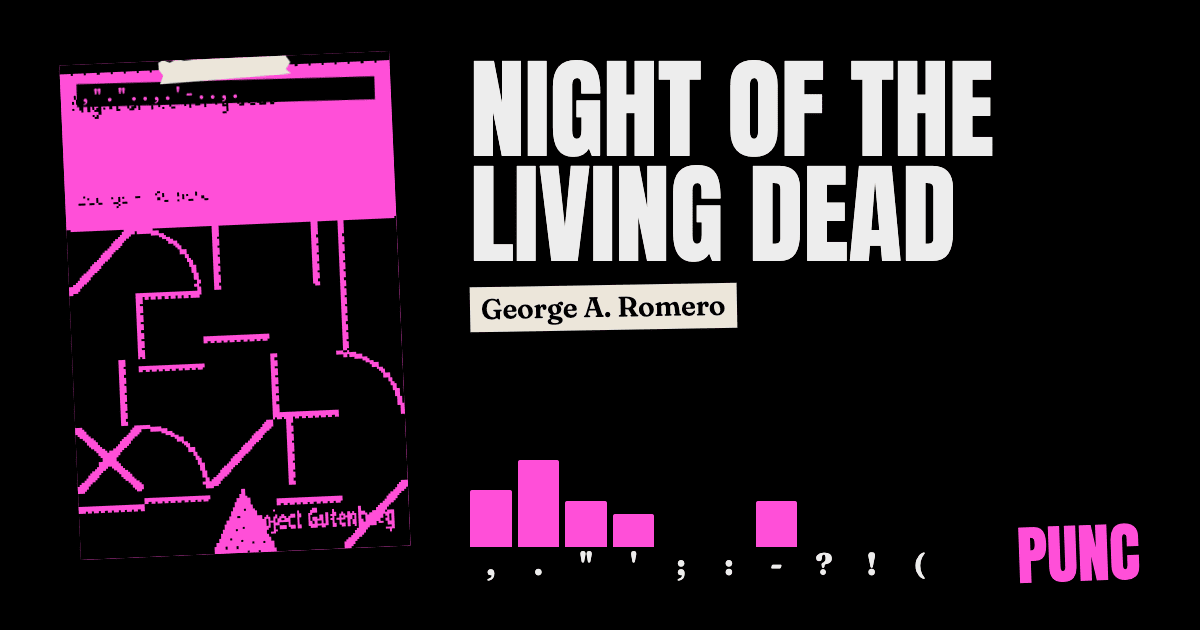 ,"."..,.'-..,.
NIGHT OF THE
LIVING DEAD
George A. Romero
, . " ' ; : - ? ! (
PUNC